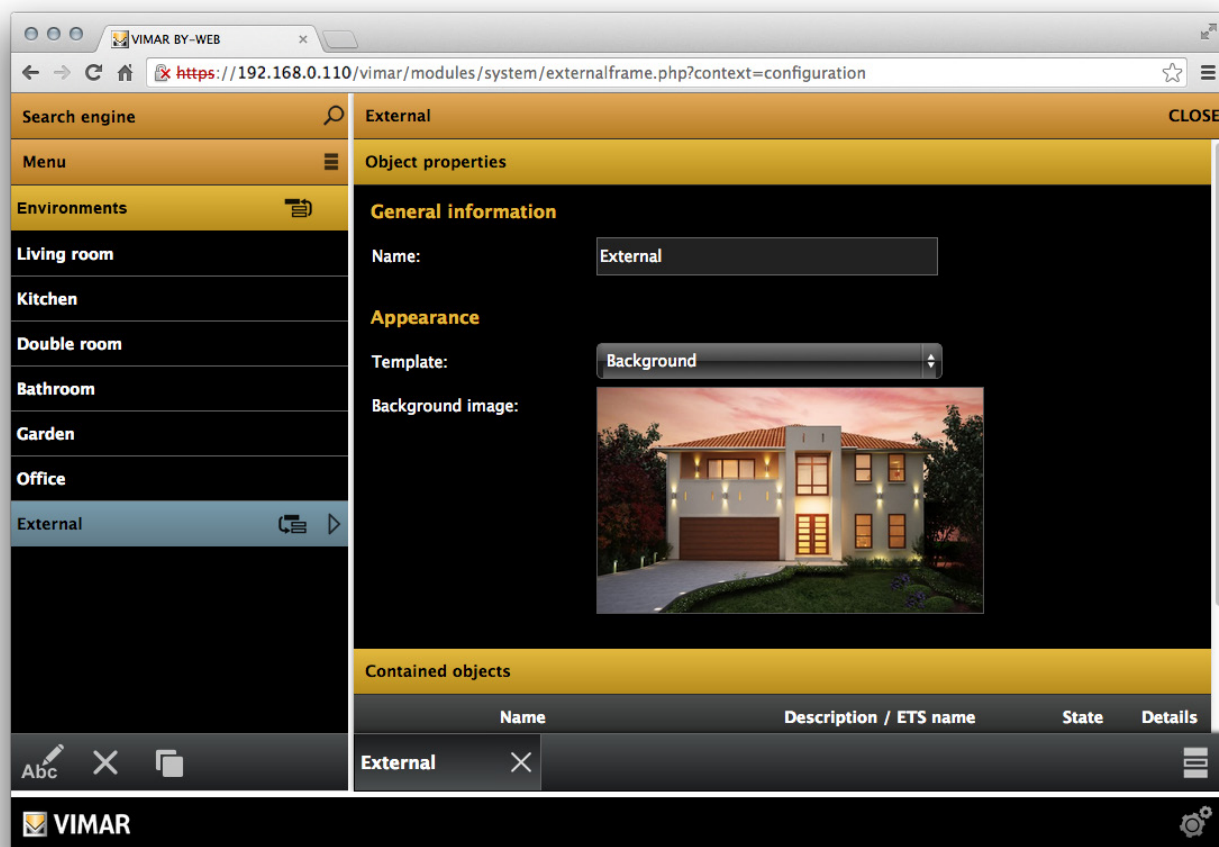 VIMAR BY-WEB
https://192.168.0.110/vimar/modules/system/externalframe.php?context=configuration
Search engine
External
CLOSE
Menu
Object properties
Environments
General information
Living room
Name:
External
Kitchen
Appearance
Double room
Template:
Background
Bathroom
Background image:
Garden
Office
External
Contained objects
Name
Description / ETS name
State
Details
Abc
External
VIMAR